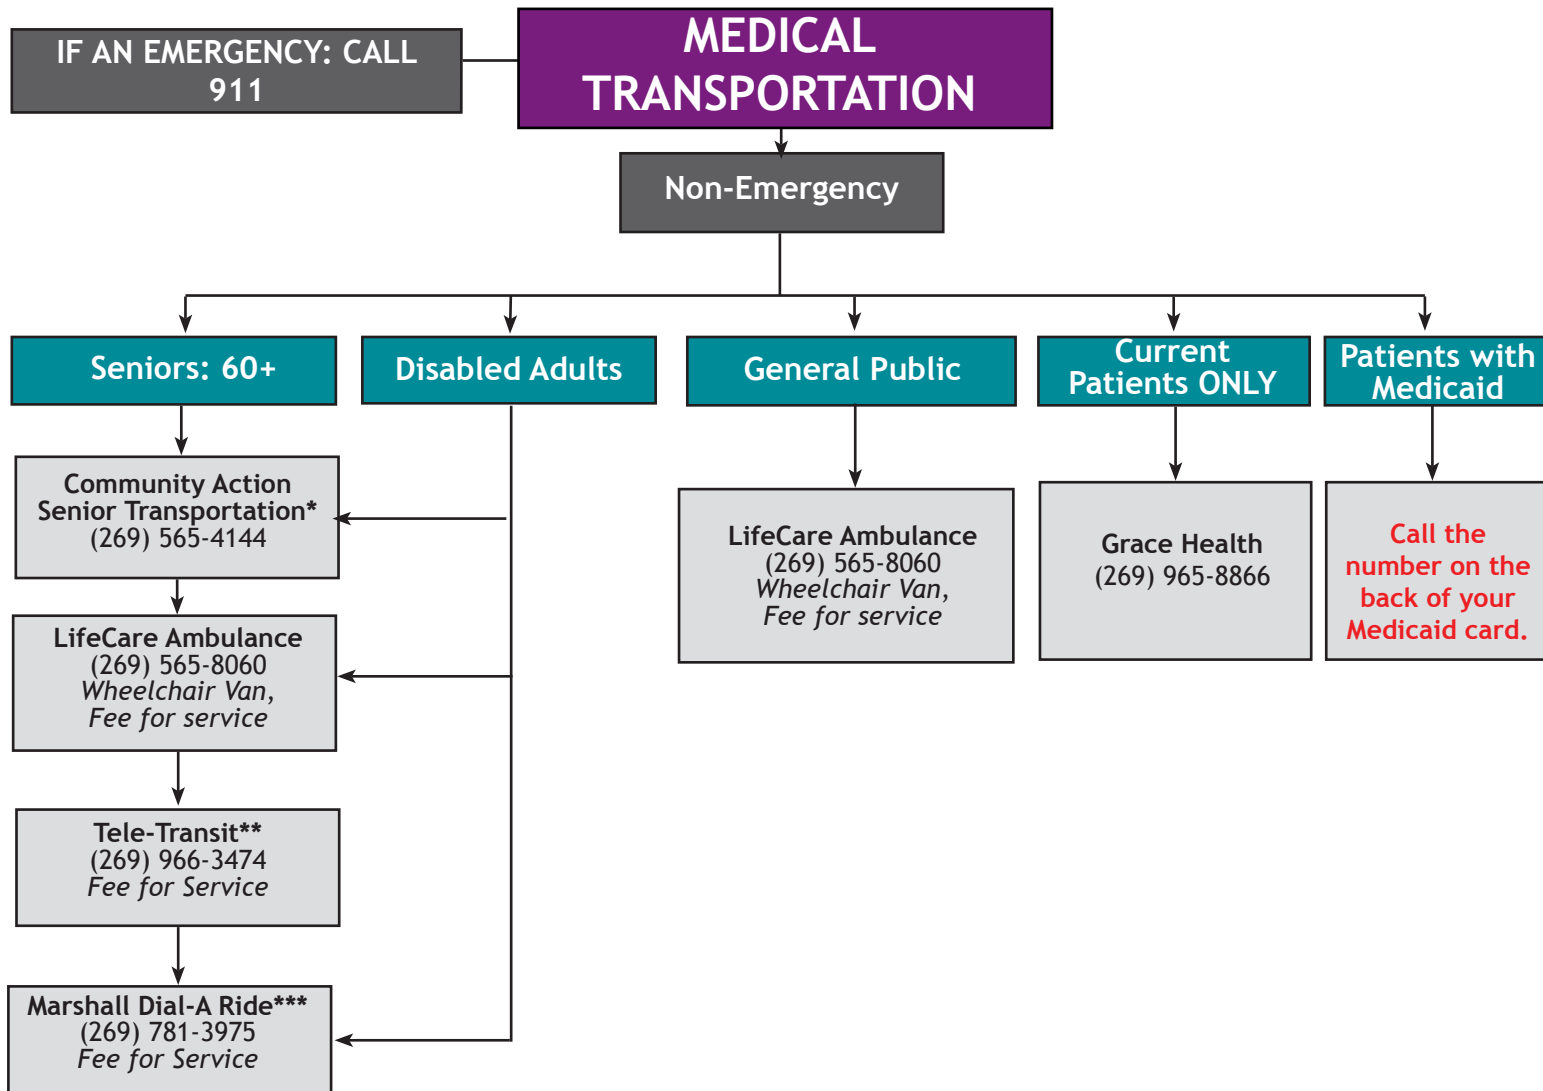 IF AN EMERGENCY: CALL
911
MEDICAL
TRANSPORTATION
Non-Emergency
Seniors: 60+
Disabled Adults
General Public
Current
Patients ONLY
Patients with
Medicaid
Community Action
Senior Transportation*
(269) 565-4144
LifeCare Ambulance
(269) 565-8060
Wheelchair Van,
Fee for service
Tele-Transit**
(269) 966-3474
Fee for Service
Marshall Dial-A Ride***
(269) 781-3975
Fee for Service
LifeCare Ambulance
(269) 565-8060
Wheelchair Van,
Fee for service
Grace Health
(269) 965-8866
Call the
number on the
back of your
Medicaid card.